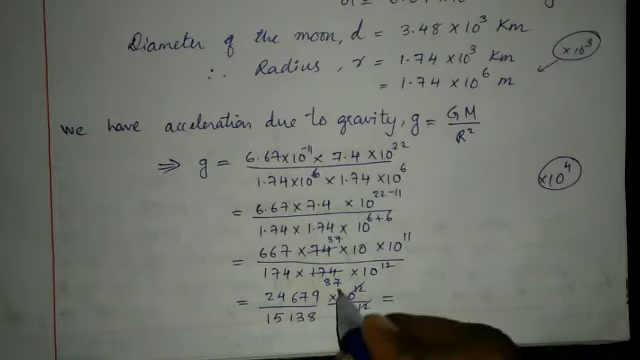 Diameter of the moon, d = 3.48 × 10³ Km
∴ Radius, r = 1.74 × 10³ Km
×10³
= 1.74 × 10⁶ m
We have acceleration due to gravity, g = GM / R²
⇒ g = 6.67×10⁻¹¹ × 7.4 × 10²² / 1.74×10⁶ × 1.74 × 10⁶
×10⁴
= 6.67 × 7.4 × 10²²⁻¹¹ / 1.74 × 1.74 × 10⁶⁺⁶
= 667 × 74 37 × 10 × 10¹¹ / 174 × 174 87 × 10¹²
= 24679 / 15138 =